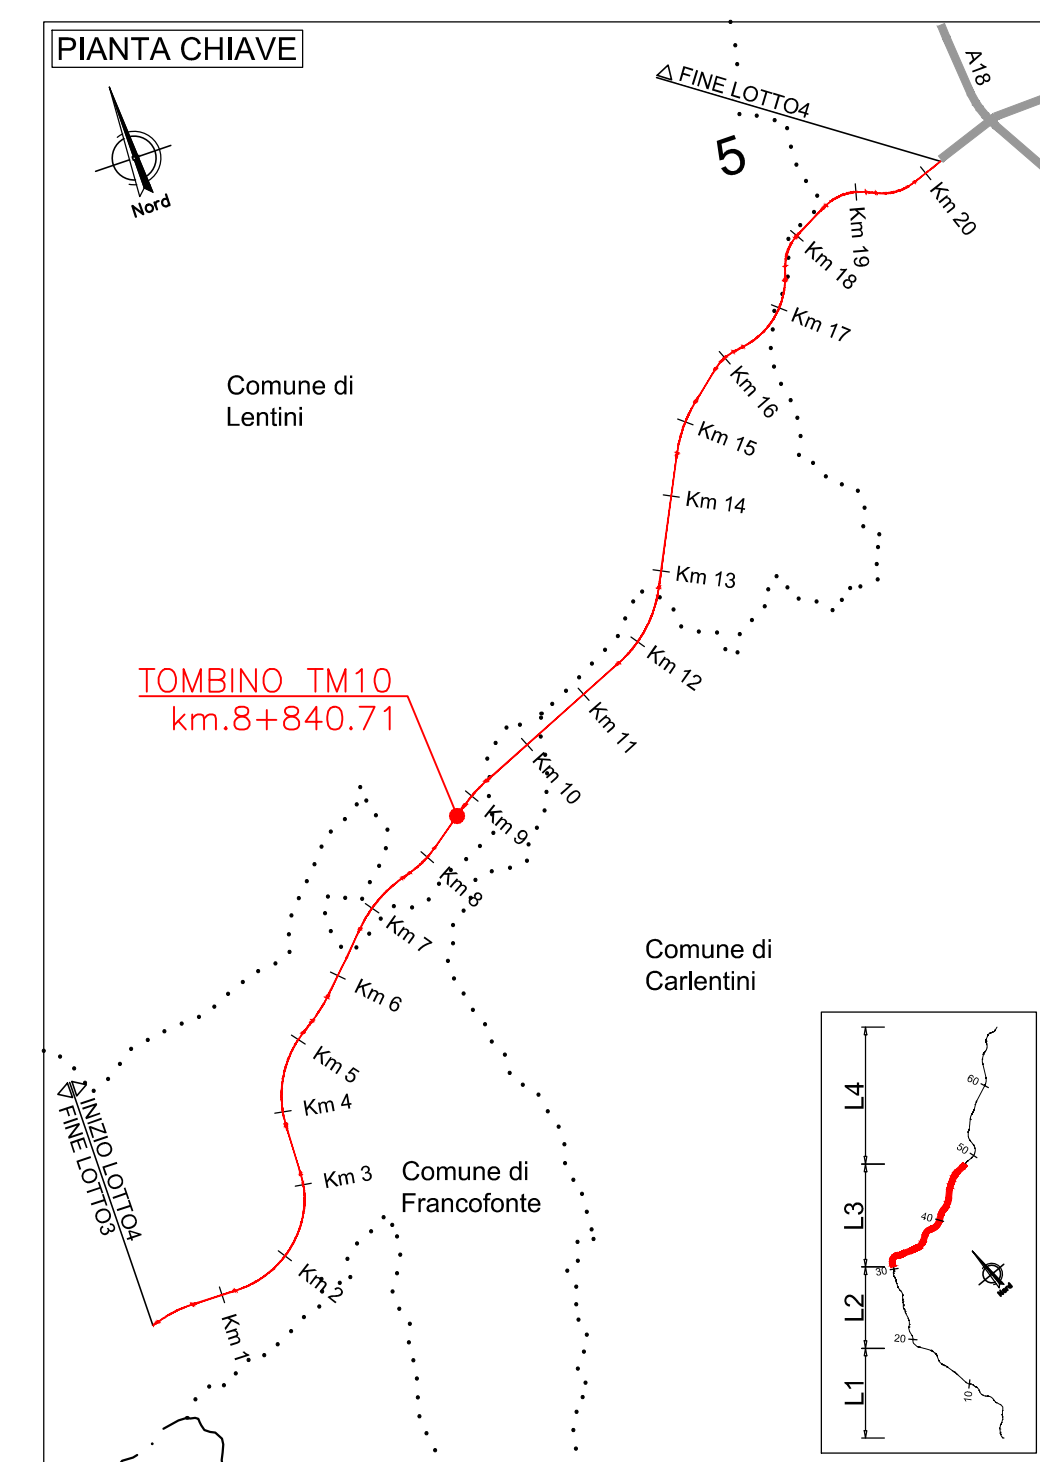 PIANTA CHIAVE
Nord
FINE LOTTO4
A18
5
Km 20
Km 19
Km 18
Km 17
Km 16
Km 15
Km 14
Km 13
Km 12
Km 11
Km 10
Km 9
Km 8
Km 7
Km 6
Km 5
Km 4
Km 3
Km 2
Km 1
Comune di
Lentini
TOMBINO TM10
km.8+840.71
Comune di
Carlentini
Comune di
Francofonte
INIZIO LOTTO4
FINE LOTTO3
L4
L3
L2
L1
60
50
40
30
20
10